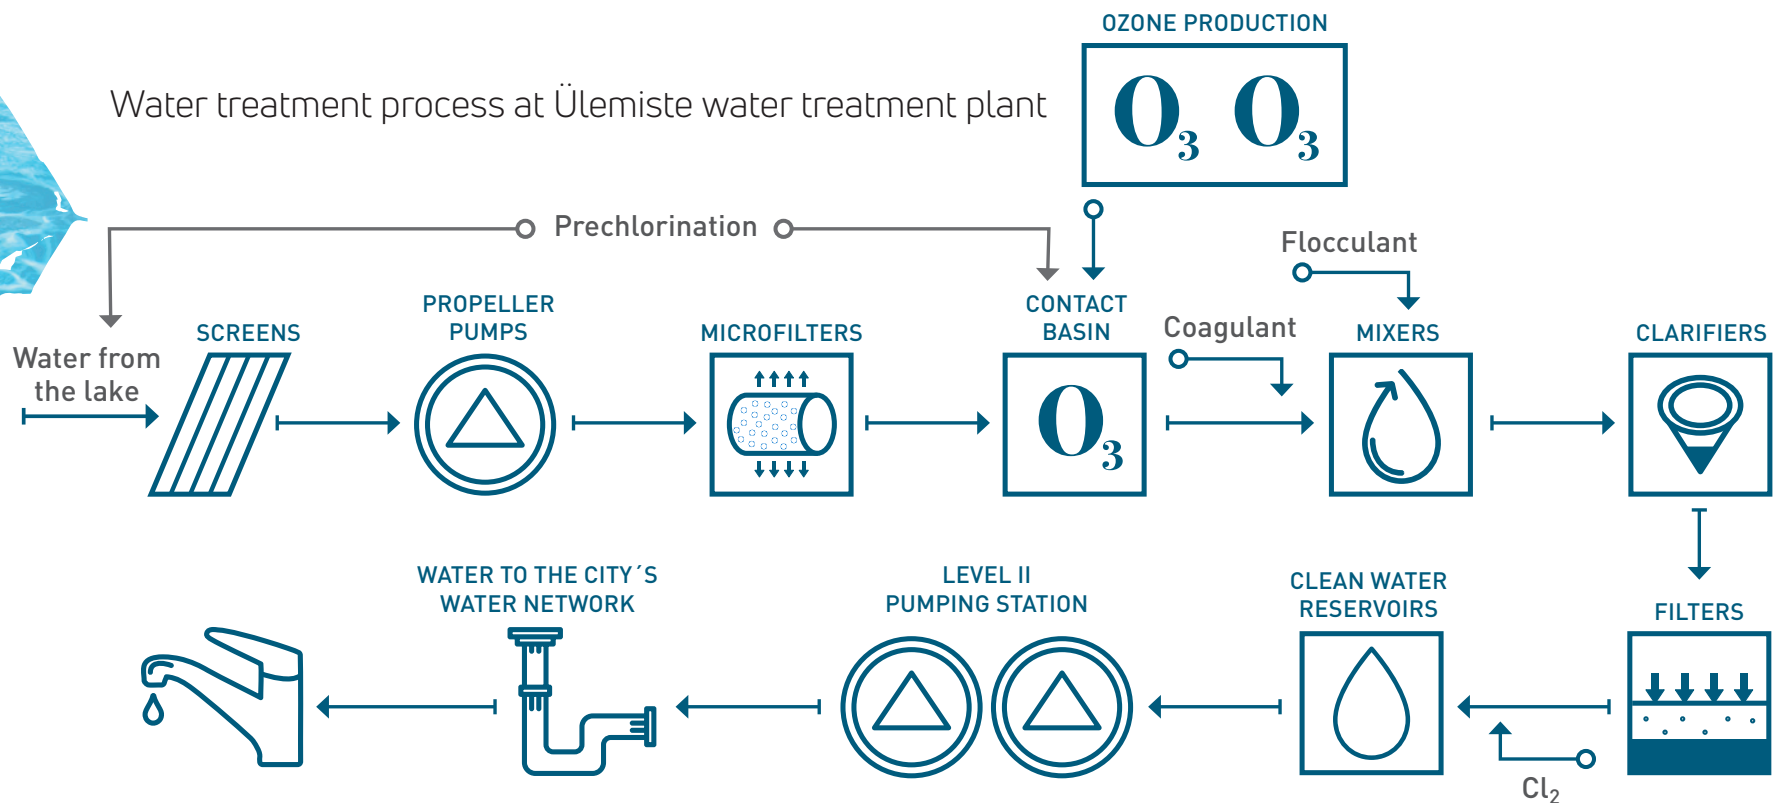 OZONE PRODUCTION
O₃ O₃
Water treatment process at Ülemiste water treatment plant
Prechlorination
Flocculant
Coagulant
Water from
the lake
SCREENS
PROPELLER
PUMPS
MICROFILTERS
CONTACT
BASIN
O₃
MIXERS
CLARIFIERS
WATER TO THE CITY´S
WATER NETWORK
LEVEL II
PUMPING STATION
CLEAN WATER
RESERVOIRS
FILTERS
Cl₂